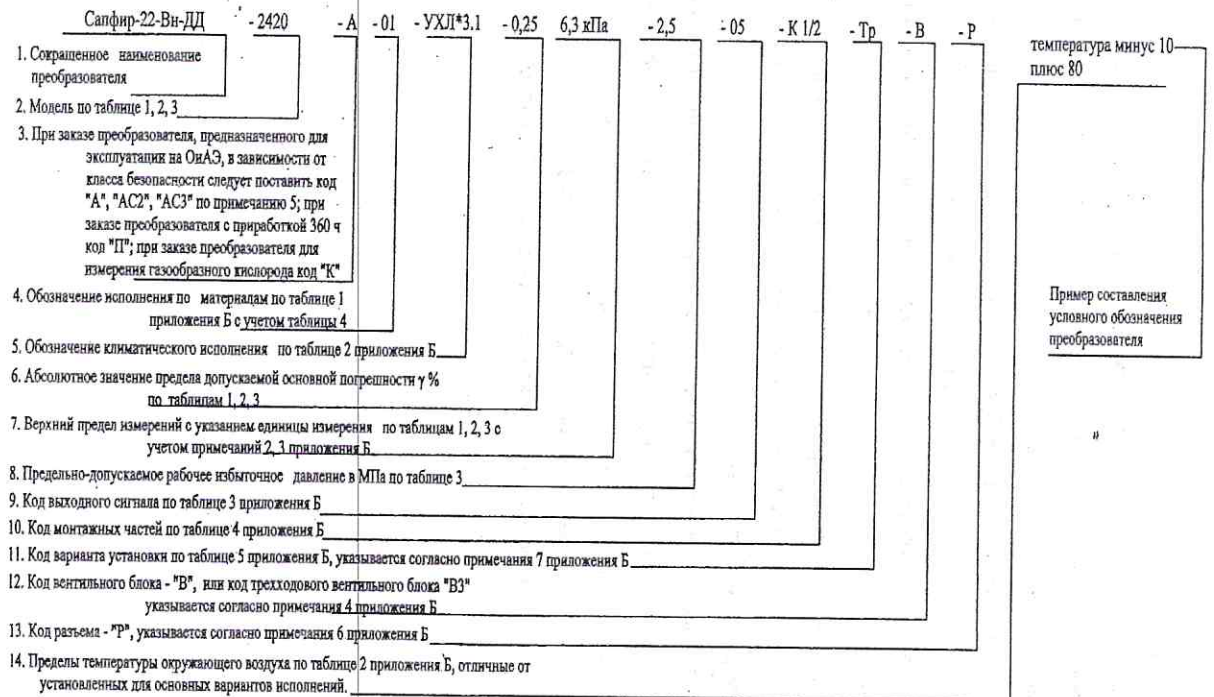 Сапфир-22-Вн-ДД - 2420 - А - 01 - УХЛ*3.1 - 0,25 6,3 кПа - 2,5 - 05 - К 1/2 - Тр - В - Р
температура минус 10
плюс 80
1. Сокращенное наименование
преобразователя
2. Модель по таблице 1, 2, 3
3. При заказе преобразователя, предназначенного для
эксплуатации на ОиАЭ, в зависимости от
класса безопасности следует поставить код
"А", "АС2", "АС3" по примечанию 5; при
заказе преобразователя с приработкой 360 ч
код "П"; при заказе преобразователя для
измерения газообразного кислорода код "К"
4. Обозначение исполнения по материалам по таблице 1
приложения Б с учетом таблицы 4
Пример составления
условного обозначения
преобразователя
5. Обозначение климатического исполнения по таблице 2 приложения Б
6. Абсолютное значение предела допускаемой основной погрешности γ %
по таблицам 1, 2, 3
7. Верхний предел измерений с указанием единицы измерения по таблицам 1, 2, 3 с
учетом примечаний 2, 3 приложения Б
8. Предельно-допускаемое рабочее избыточное давление в МПа по таблице 3
9. Код выходного сигнала по таблице 3 приложения Б
10. Код монтажных частей по таблице 4 приложения Б
11. Код варианта установки по таблице 5 приложения Б, указывается согласно примечания 7 приложения Б
12. Код вентильного блока - "В", или код трехходового вентильного блока "В3"
указывается согласно примечания 4 приложения Б
13. Код разъема - "Р", указывается согласно примечания 6 приложения Б
14. Пределы температуры окружающего воздуха по таблице 2 приложения Б, отличные от
установленных для основных вариантов исполнений.